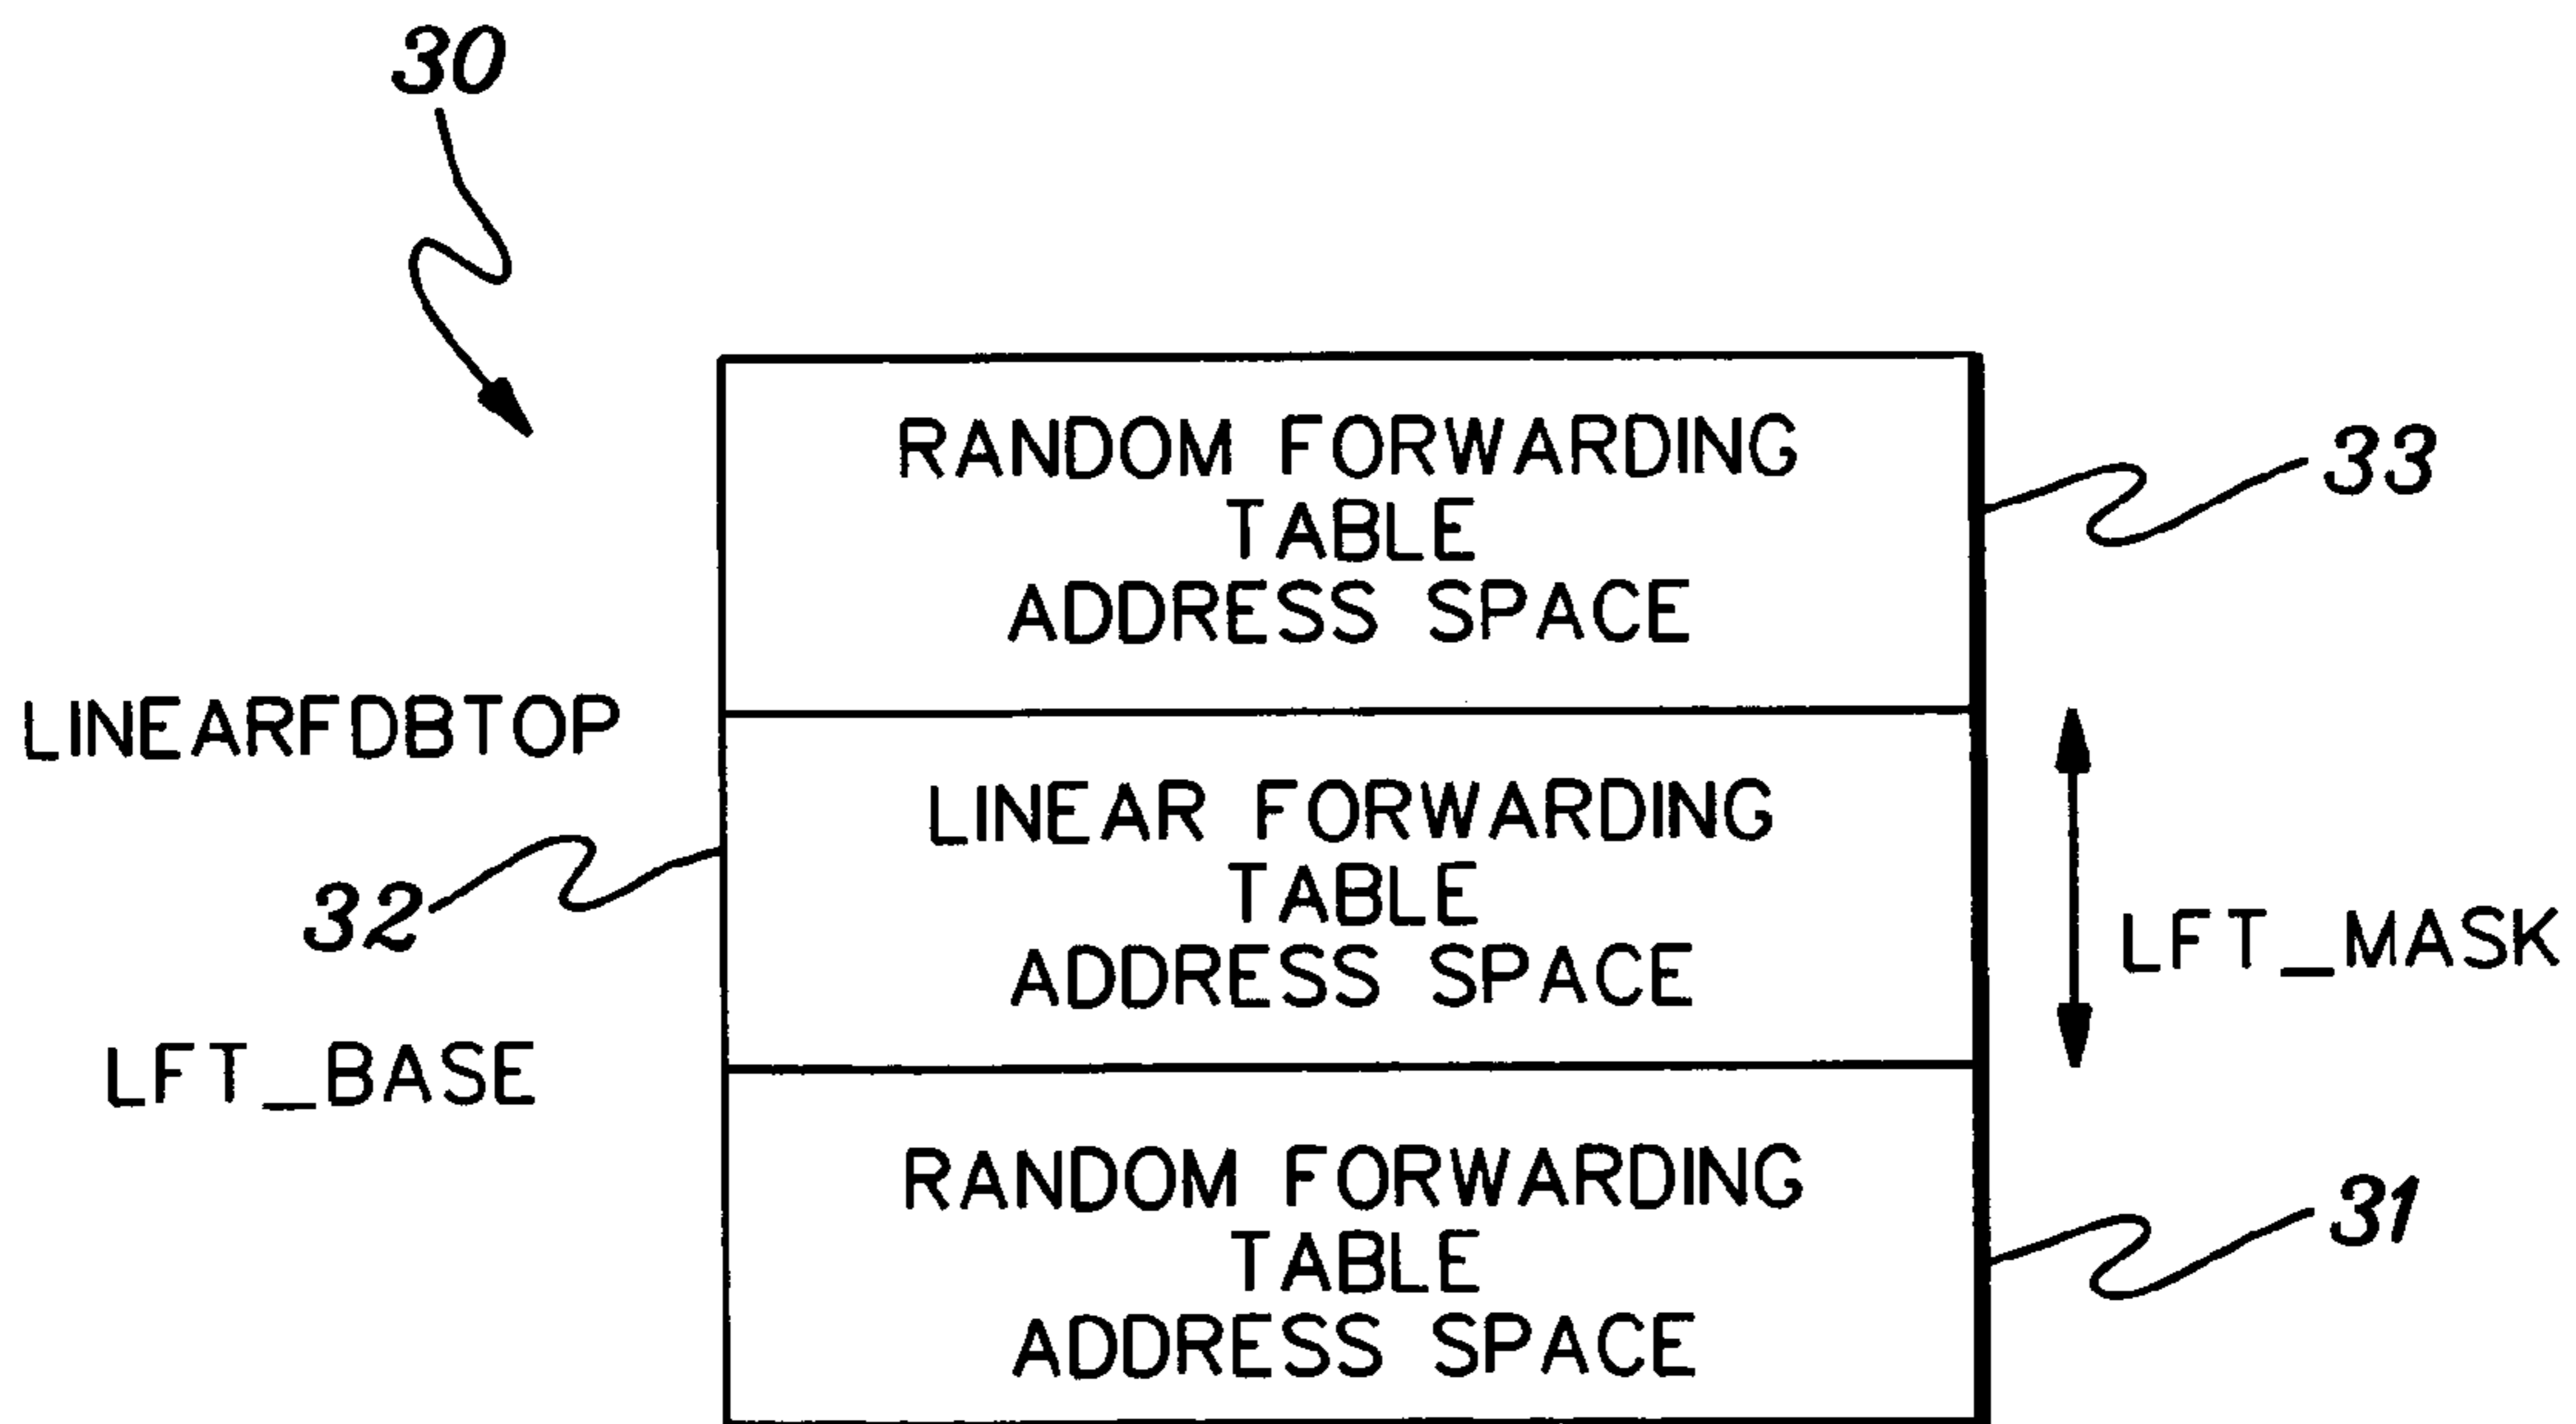 30
RANDOM FORWARDING
TABLE
ADDRESS SPACE
33
LINEARFDBTOP
LINEAR FORWARDING
TABLE
ADDRESS SPACE
32
LFT_MASK
LFT_BASE
RANDOM FORWARDING
TABLE
ADDRESS SPACE
31